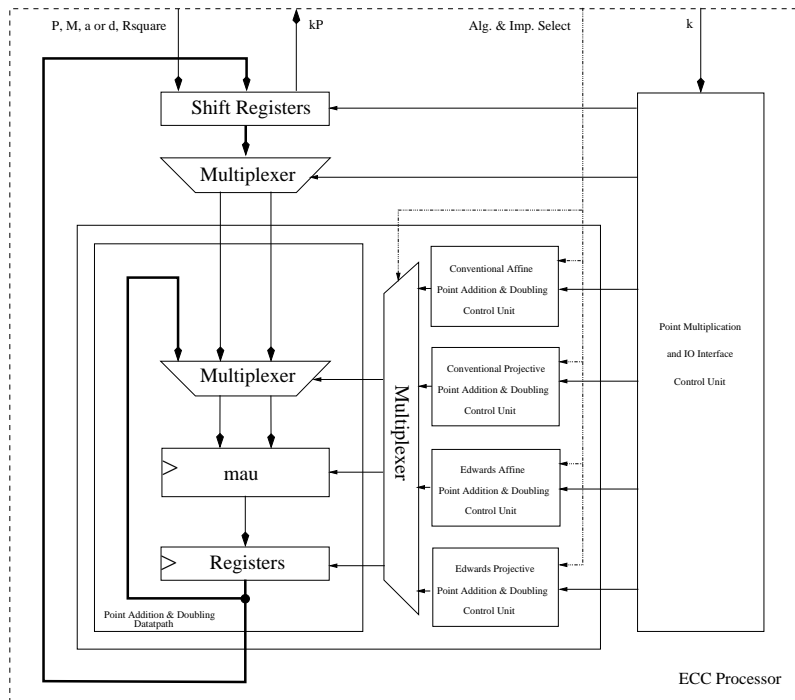 P, M, a or d, Rsquare
kP
Alg. & Imp. Select
k
Shift Registers
Multiplexer
Conventional Affine
Point Addition & Doubling
Control Unit
Point Multiplication
and IO Interface
Control Unit
Multiplexer
Conventional Projective
Point Addition & Doubling
Control Unit
Multiplexer
mau
Edwards Affine
Point Addition & Doubling
Control Unit
Registers
Edwards Projective
Point Addition & Doubling
Control Unit
Point Addition & Doubling
Datatpath
ECC Processor